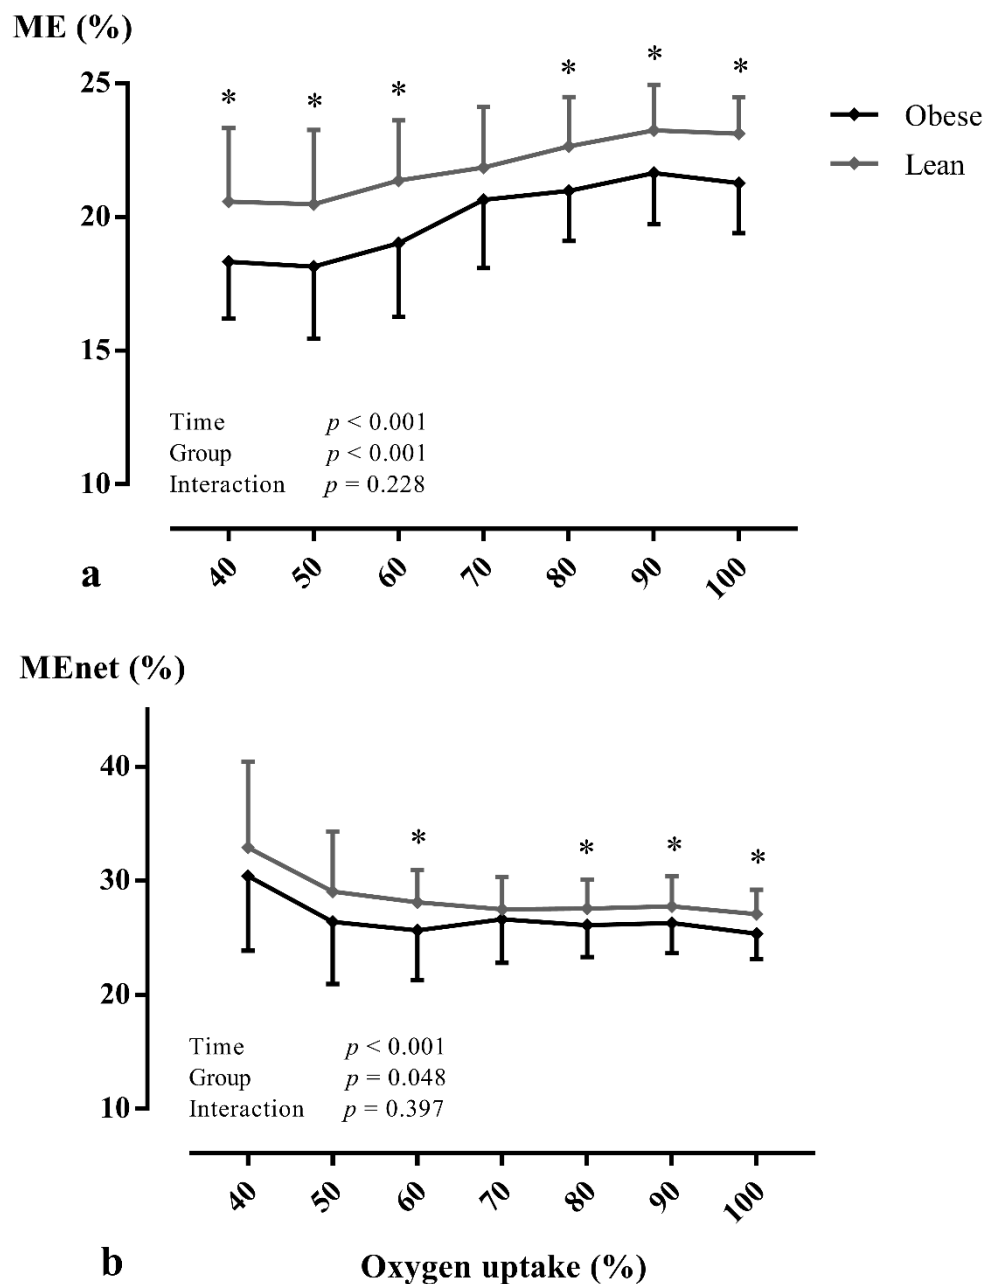 ME (%)
* * * * * *
25
20
15
10
Obese
Lean
Time p < 0.001
Group p < 0.001
Interaction p = 0.228
40 50 60 70 80 90 100
a
MEnet (%)
40
30
20
10
* * * *
Time p < 0.001
Group p = 0.048
Interaction p = 0.397
40 50 60 70 80 90 100
b Oxygen uptake (%)